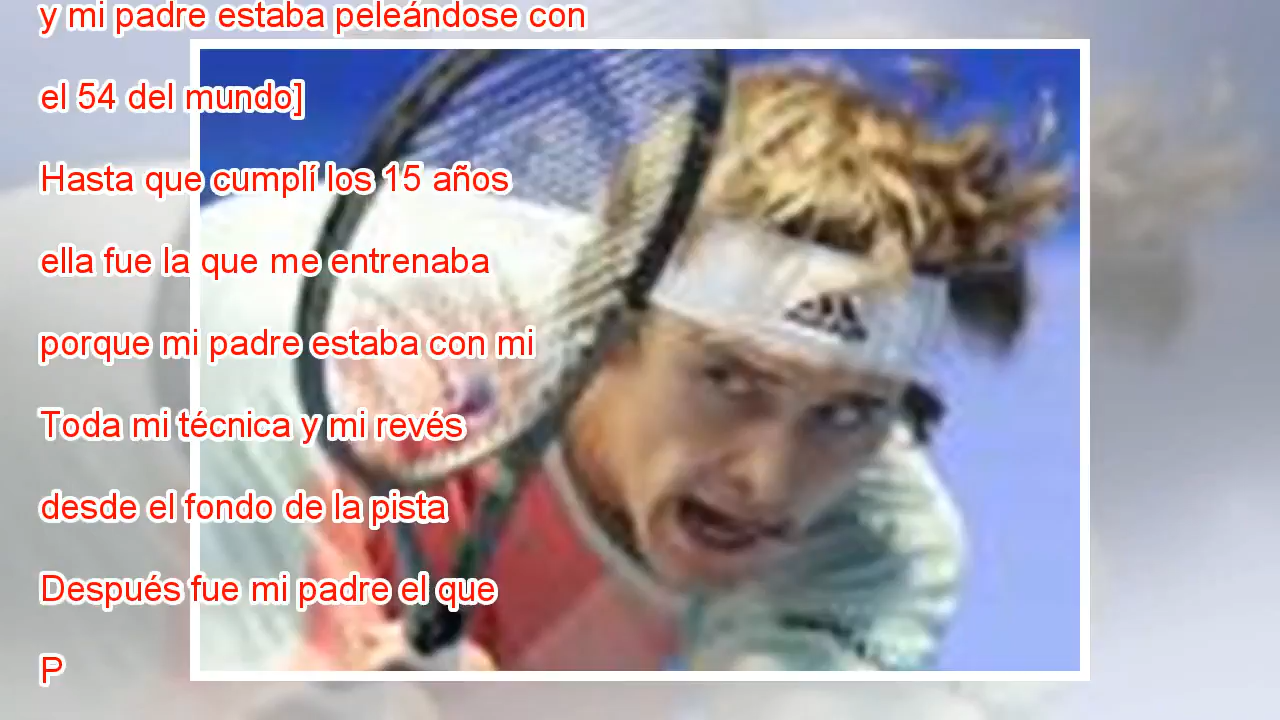 y mi padre estaba peleándose con
el 54 del mundo]
Hasta que cumplí los 15 años
ella fue la que me entrenaba
porque mi padre estaba con mi
Toda mi técnica y mi revés
desde el fondo de la pista
Después fue mi padre el que
P